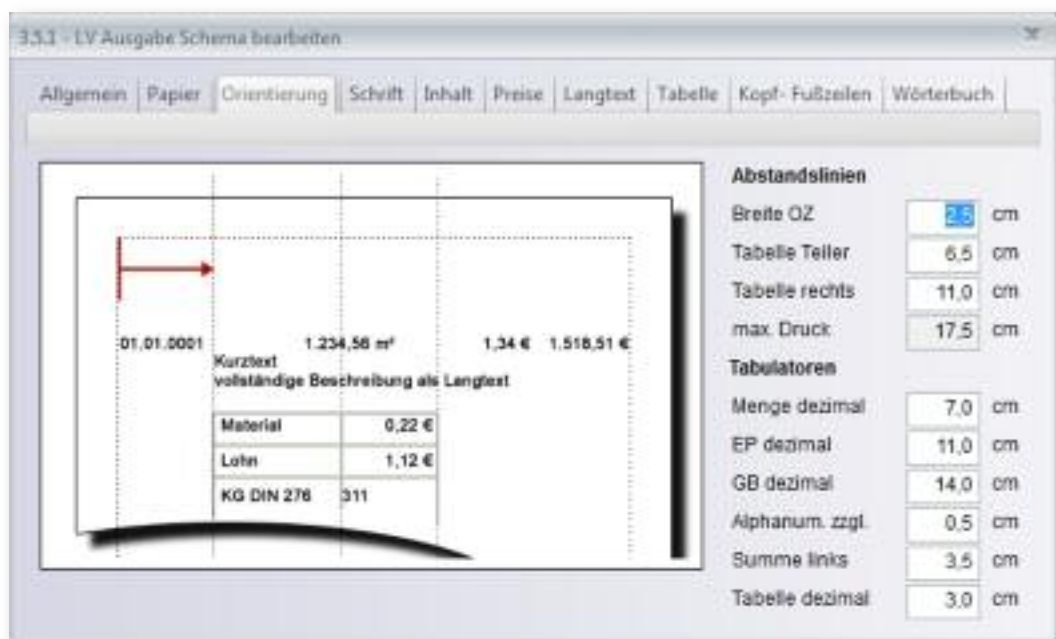 3.5.1 - LV Ausgabe Schema bearbeiten
Allgemein Papier Orientierung Schrift Inhalt Preise Langtext Tabelle Kopf- Fußzeilen Wörterbuch
01.01.0001 1.234,56 m² 1,34 € 1.518,51 €
Kurztext
vollständige Beschreibung als Langtext
Material 0,22 €
Lohn 1,12 €
KG DIN 276 311
Abstandslinien
Breite OZ 2,5 cm
Tabelle Teiler 6,5 cm
Tabelle rechts 11,0 cm
max. Druck 17,5 cm
Tabulatoren
Menge dezimal 7,0 cm
EP dezimal 11,0 cm
GB dezimal 14,0 cm
Alphanum. zzgl. 0,5 cm
Summe links 3,5 cm
Tabelle dezimal 3,0 cm